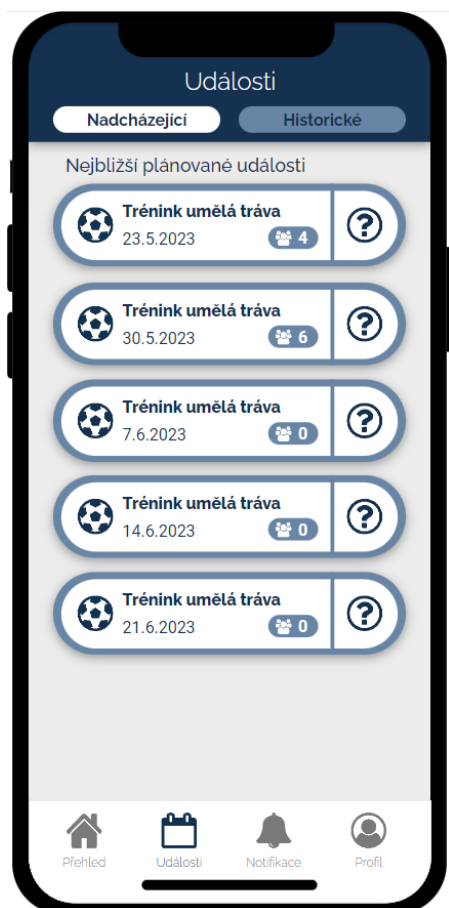 Události
Nadcházející
Historické
Nejbližší plánované události
Trénink umělá tráva
23.5.2023
4
Trénink umělá tráva
30.5.2023
6
Trénink umělá tráva
7.6.2023
0
Trénink umělá tráva
14.6.2023
0
Trénink umělá tráva
21.6.2023
0
Přehled
Události
Notifikace
Profil